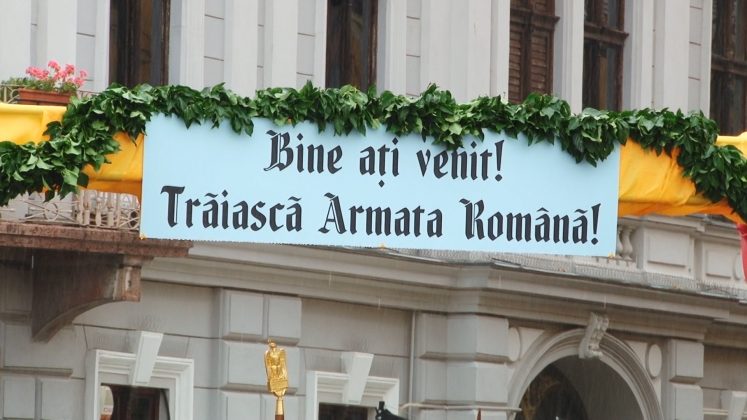 Bine ați venit!
Trăiască Armata Română!